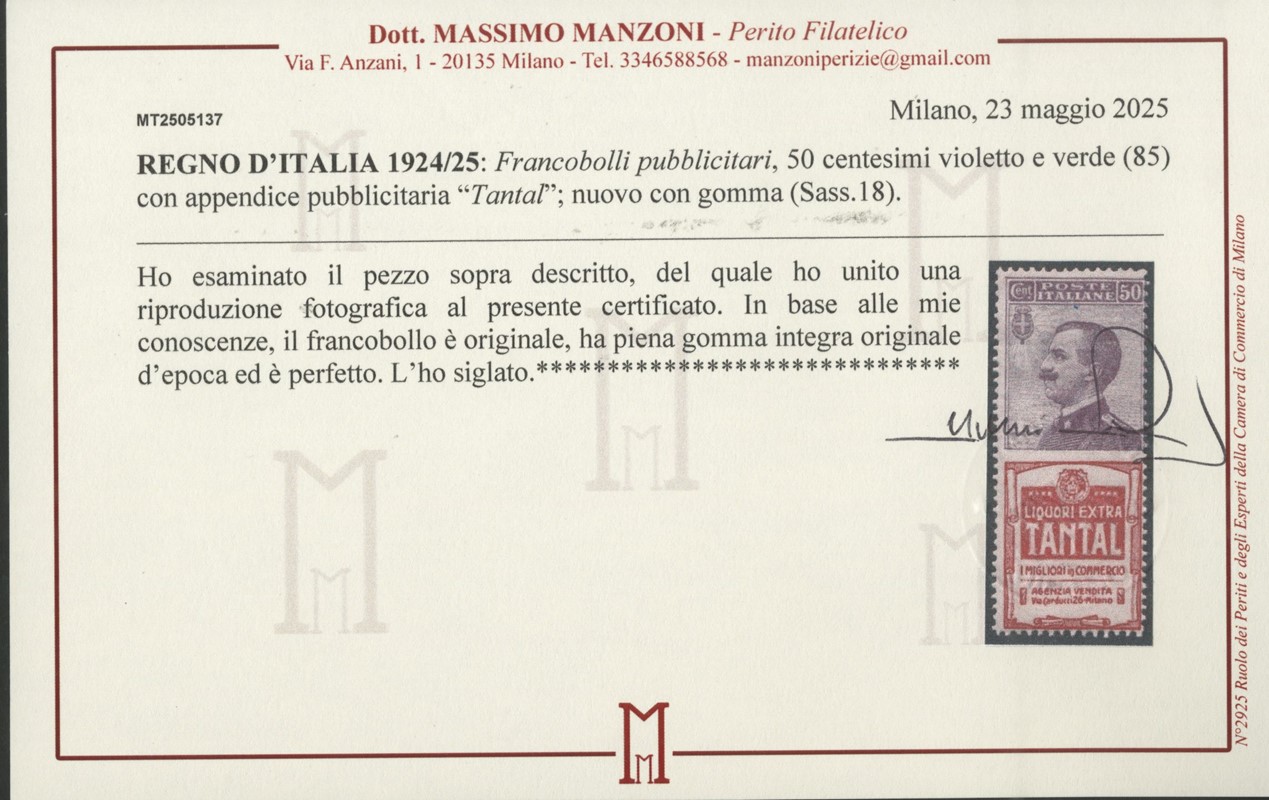 Dott. MASSIMO MANZONI - Perito Filatelico
Via F. Anzani, 1 - 20135 Milano - Tel. 3346588568 - manzoniperizie@gmail.com
MT2505137
Milano, 23 maggio 2025
REGNO D'ITALIA 1924/25: Francobolli pubblicitari, 50 centesimi violetto e verde (85)
con appendice pubblicitaria “Tantal”; nuovo con gomma (Sass.18).
Ho esaminato il pezzo sopra descritto, del quale ho unito una
riproduzione fotografica al presente certificato. In base alle mie
conoscenze, il francobollo è originale, ha piena gomma integra originale
d'epoca ed è perfetto. L'ho siglato.******************************
Cent POSTE ITALIANE 50
LIQUORI EXTRA
TANTAL
I MIGLIORI in COMMERCIO
AGENZIA VENDITA
Via Carducci 26-Milano
N°2925 Ruolo dei Periti e degli Esperti della Camera di Commercio di Milano
M
M